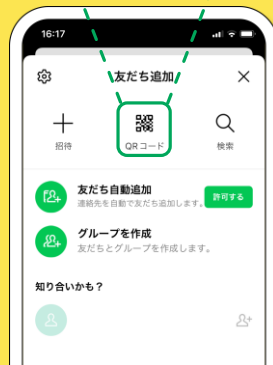 16:17
友だち追加
招待
QRコード
検索
友だち自動追加
連絡先を自動で友だち追加します。
許可する
グループを作成
友だちとグループを作成します。
知り合いかも？